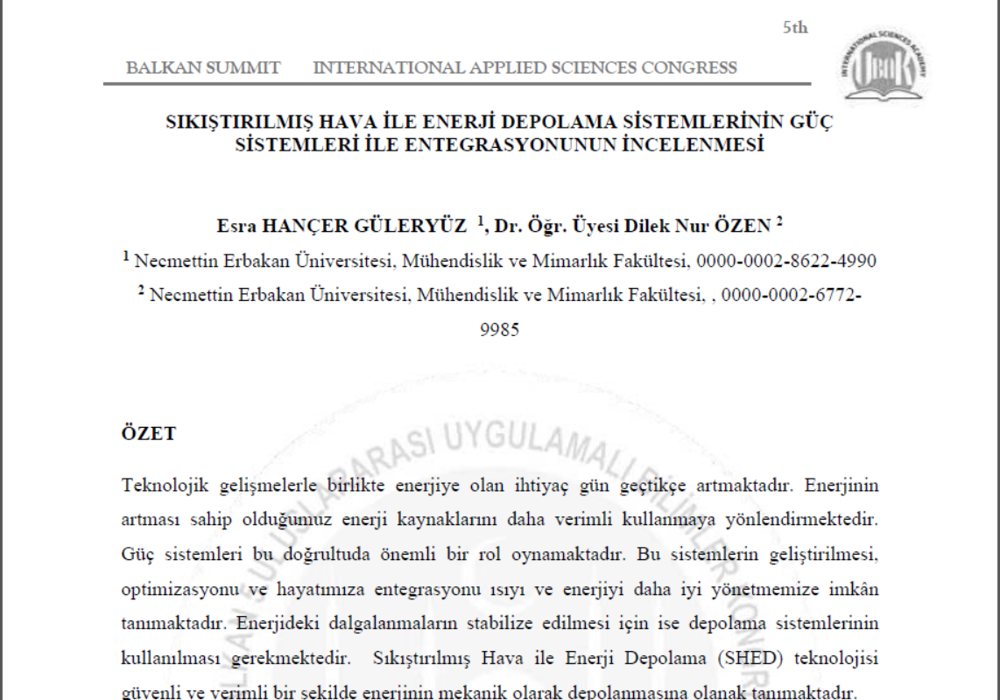 5th
BALKAN SUMMIT INTERNATIONAL APPLIED SCIENCES CONGRESS
INTERNATIONAL SCIENCES ACADEMY
UBOK
SIKIŞTIRILMIŞ HAVA İLE ENERJİ DEPOLAMA SİSTEMLERİNİN GÜÇ
SİSTEMLERİ İLE ENTEGRASYONUNUN İNCELENMESİ
Esra HANÇER GÜLERYÜZ ¹, Dr. Öğr. Üyesi Dilek Nur ÖZEN ²
¹ Necmettin Erbakan Üniversitesi, Mühendislik ve Mimarlık Fakültesi, 0000-0002-8622-4990
² Necmettin Erbakan Üniversitesi, Mühendislik ve Mimarlık Fakültesi, , 0000-0002-6772-
9985
ÖZET
Teknolojik gelişmelerle birlikte enerjiye olan ihtiyaç gün geçtikçe artmaktadır. Enerjinin
artması sahip olduğumuz enerji kaynaklarını daha verimli kullanmaya yönlendirmektedir.
Güç sistemleri bu doğrultuda önemli bir rol oynamaktadır. Bu sistemlerin geliştirilmesi,
optimizasyonu ve hayatımıza entegrasyonu ısıyı ve enerjiyi daha iyi yönetmemize imkân
tanımaktadır. Enerjideki dalgalanmaların stabilize edilmesi için ise depolama sistemlerinin
kullanılması gerekmektedir. Sıkıştırılmış Hava ile Enerji Depolama (SHED) teknolojisi
güvenli ve verimli bir şekilde enerjinin mekanik olarak depolanmasına olanak tanımaktadır.
ULUSLARARASI UYGULAMALI BİLİMLER